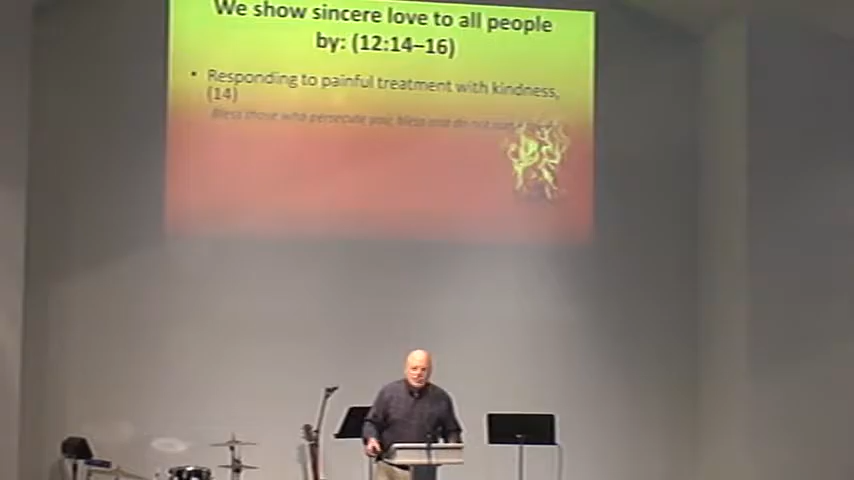 We show sincere love to all people
by: (12:14–16)
• Responding to painful treatment with kindness,
(14)
Bless those who persecute you; bless and do not